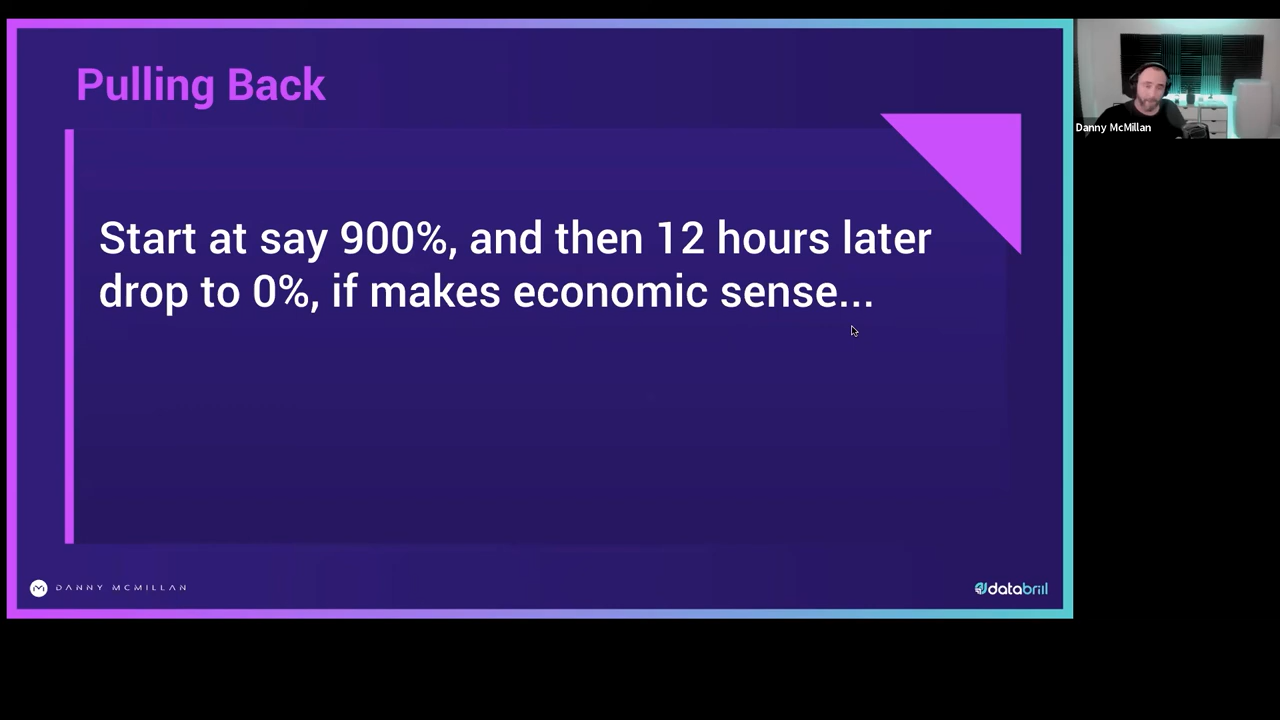 Pulling Back
Start at say 900%, and then 12 hours later
drop to 0%, if makes economic sense...
DANNY MCMILLAN
databrill
Danny McMillan